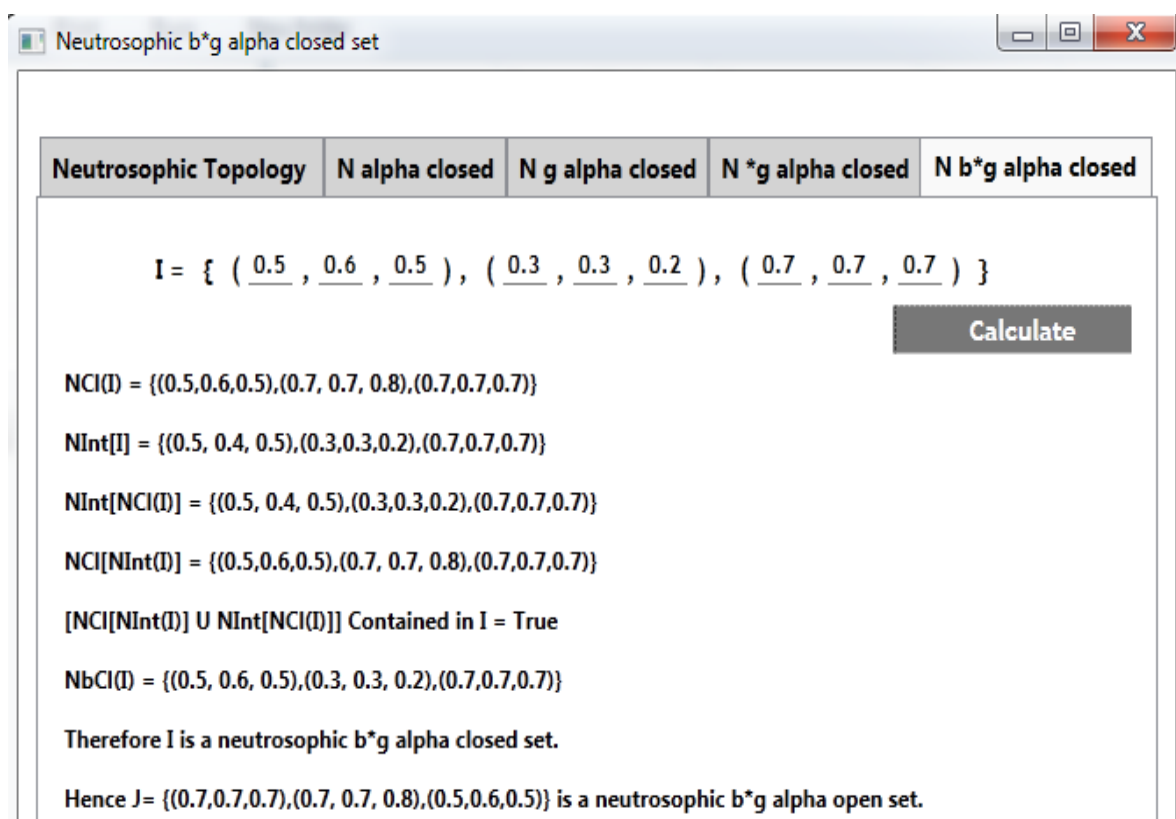 Neutrosophic b*g alpha closed set
Neutrosophic Topology N alpha closed N g alpha closed N *g alpha closed N b*g alpha closed
I = { ( 0.5 , 0.6 , 0.5 ), ( 0.3 , 0.3 , 0.2 ), ( 0.7 , 0.7 , 0.7 ) }
Calculate
NCl(I) = {(0.5,0.6,0.5),(0.7, 0.7, 0.8),(0.7,0.7,0.7)}
NInt[I] = {(0.5, 0.4, 0.5),(0.3,0.3,0.2),(0.7,0.7,0.7)}
NInt[NCl(I)] = {(0.5, 0.4, 0.5),(0.3,0.3,0.2),(0.7,0.7,0.7)}
NCl[NInt(I)] = {(0.5,0.6,0.5),(0.7, 0.7, 0.8),(0.7,0.7,0.7)}
[NCl[NInt(I)] U NInt[NCl(I)]] Contained in I = True
NbCl(I) = {(0.5, 0.6, 0.5),(0.3, 0.3, 0.2),(0.7,0.7,0.7)}
Therefore I is a neutrosophic b*g alpha closed set.
Hence J= {(0.7,0.7,0.7),(0.7, 0.7, 0.8),(0.5,0.6,0.5)} is a neutrosophic b*g alpha open set.